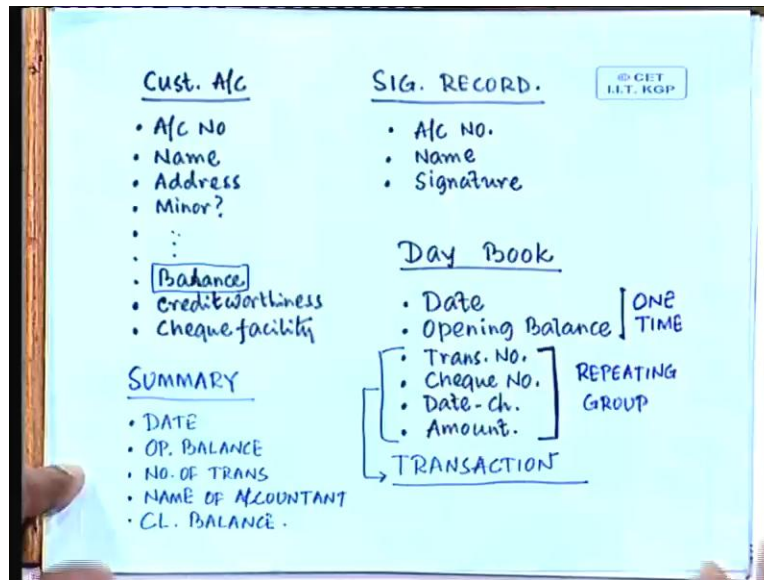 Cust. A/c
• A/C No
• Name
• Address
• Minor?
• Balance
• Creditworthiness
• Cheque facility
SUMMARY
• DATE
• OP. BALANCE
• NO. OF TRANS
• NAME OF ACCOUNTANT
• CL. BALANCE.
SIG. RECORD.
• A/C No.
• Name
• Signature
© CET
I.I.T. KGP
Day Book
• Date
• Opening Balance
ONE
TIME
• Trans. No.
• Cheque No.
• Date-Ch.
• Amount.
REPEATING
GROUP
TRANSACTION